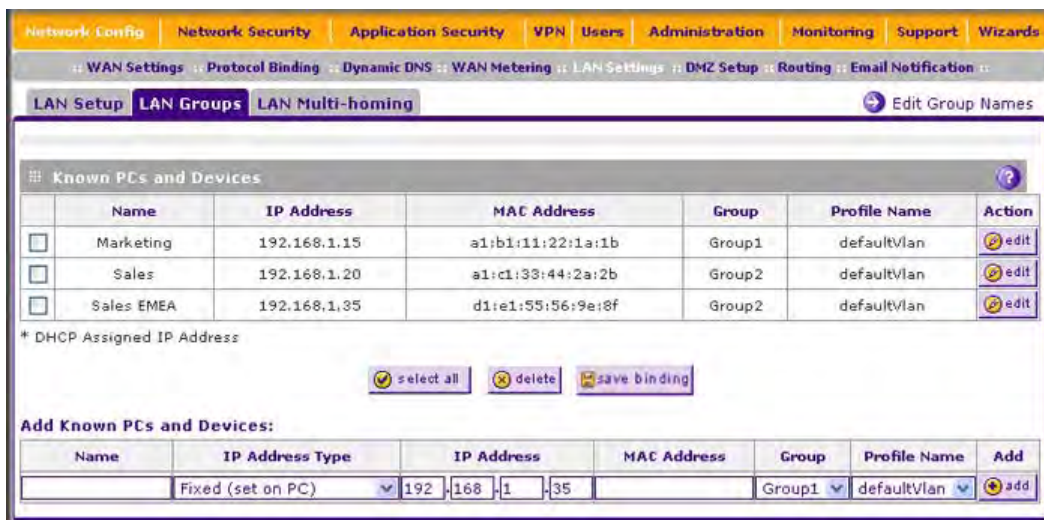 Network Config Network Security Application Security VPN Users Administration Monitoring Support Wizards
:: WAN Settings :: Protocol Binding :: Dynamic DNS :: WAN Metering :: LAN Settings :: DMZ Setup :: Routing :: Email Notification ::
LAN Setup LAN Groups LAN Multi-homing Edit Group Names
Known PCs and Devices ?
Name IP Address MAC Address Group Profile Name Action
Marketing 192.168.1.15 a1:b1:11:22:1a:1b Group1 defaultVlan edit
Sales 192.168.1.20 a1:c1:33:44:2a:2b Group2 defaultVlan edit
Sales EMEA 192.168.1.35 d1:e1:55:56:9e:8f Group2 defaultVlan edit
* DHCP Assigned IP Address
select all delete save binding
Add Known PCs and Devices:
Name IP Address Type IP Address MAC Address Group Profile Name Add
Fixed (set on PC) 192 .168 .1 .35 Group1 defaultVlan add